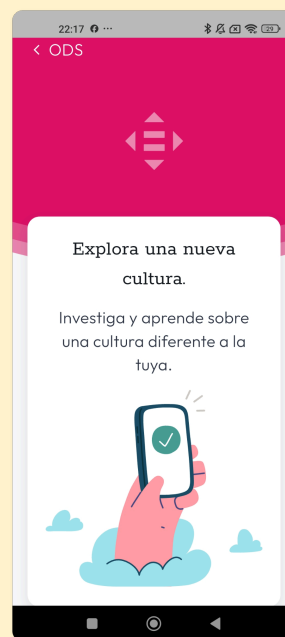 22:17
29
< ODS
Explora una nueva
cultura.
Investiga y aprende sobre
una cultura diferente a la
tuya.